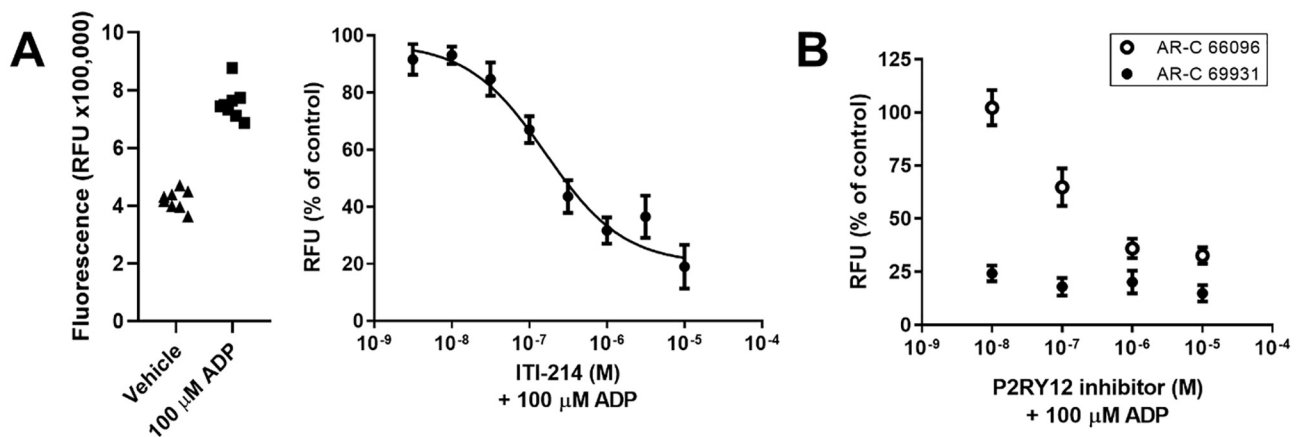 A
Fluorescence (RFU x100,000)
10
8
6
4
2
0
Vehicle
100 μM ADP
RFU (% of control)
100
80
60
40
20
0
10-9
10-8
10-7
10-6
10-5
10-4
ITI-214 (M)
+ 100 μM ADP
B
AR-C 66096
AR-C 69931
RFU (% of control)
125
100
75
50
25
0
10-9
10-8
10-7
10-6
10-5
10-4
P2RY12 inhibitor (M)
+ 100 μM ADP